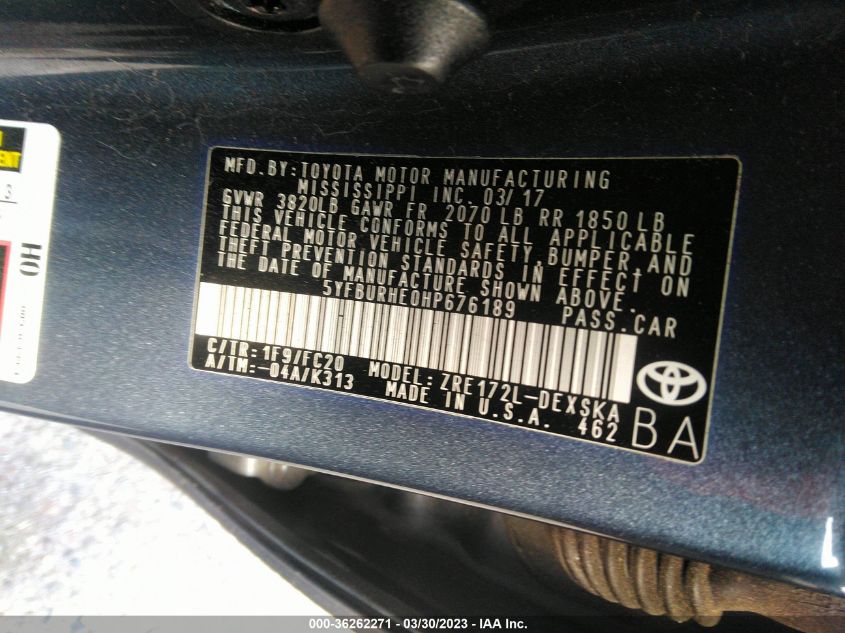 MFD.BY:TOYOTA MOTOR MANUFACTURING
MISSISSIPPI INC. 03/17
GVWR 3820LB GAWR FR 2070 LB RR 1850 LB
THIS VEHICLE CONFORMS TO ALL APPLICABLE
FEDERAL MOTOR VEHICLE SAFETY, BUMPER, AND
THEFT PREVENTION STANDARDS IN EFFECT ON
THE DATE OF MANUFACTURE SHOWN ABOVE.
5YFBURHE0HP676189 PASS.CAR
C/TR:1F9/FC20 MODEL:ZRE172L-DEXSKA
A/TM:-04A/K313 MADE IN U.S.A. 462
BA
HO
3
000-36262271 - 03/30/2023 - IAA Inc.